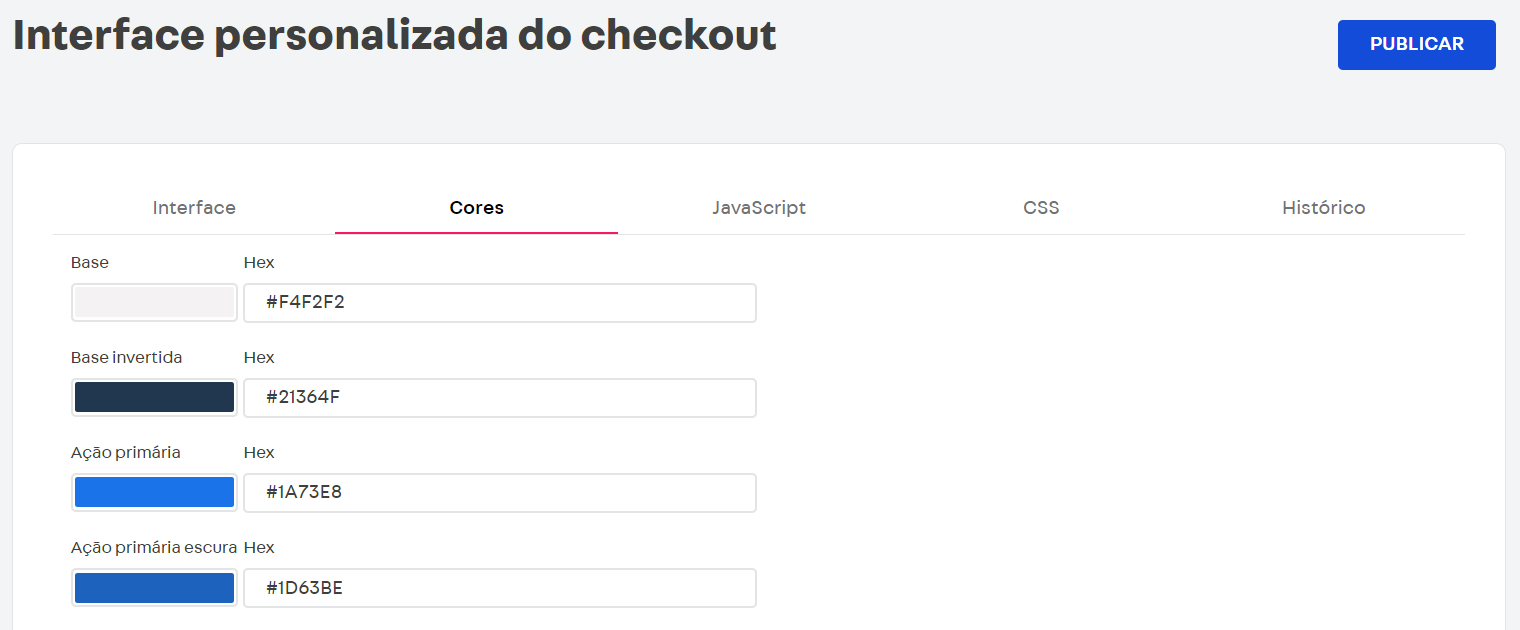 Interface personalizada do checkout
PUBLICAR
Interface Cores JavaScript CSS Histórico
Base Hex
#F4F2F2
Base invertida Hex
#21364F
Ação primária Hex
#1A73E8
Ação primária escura Hex
#1D63BE